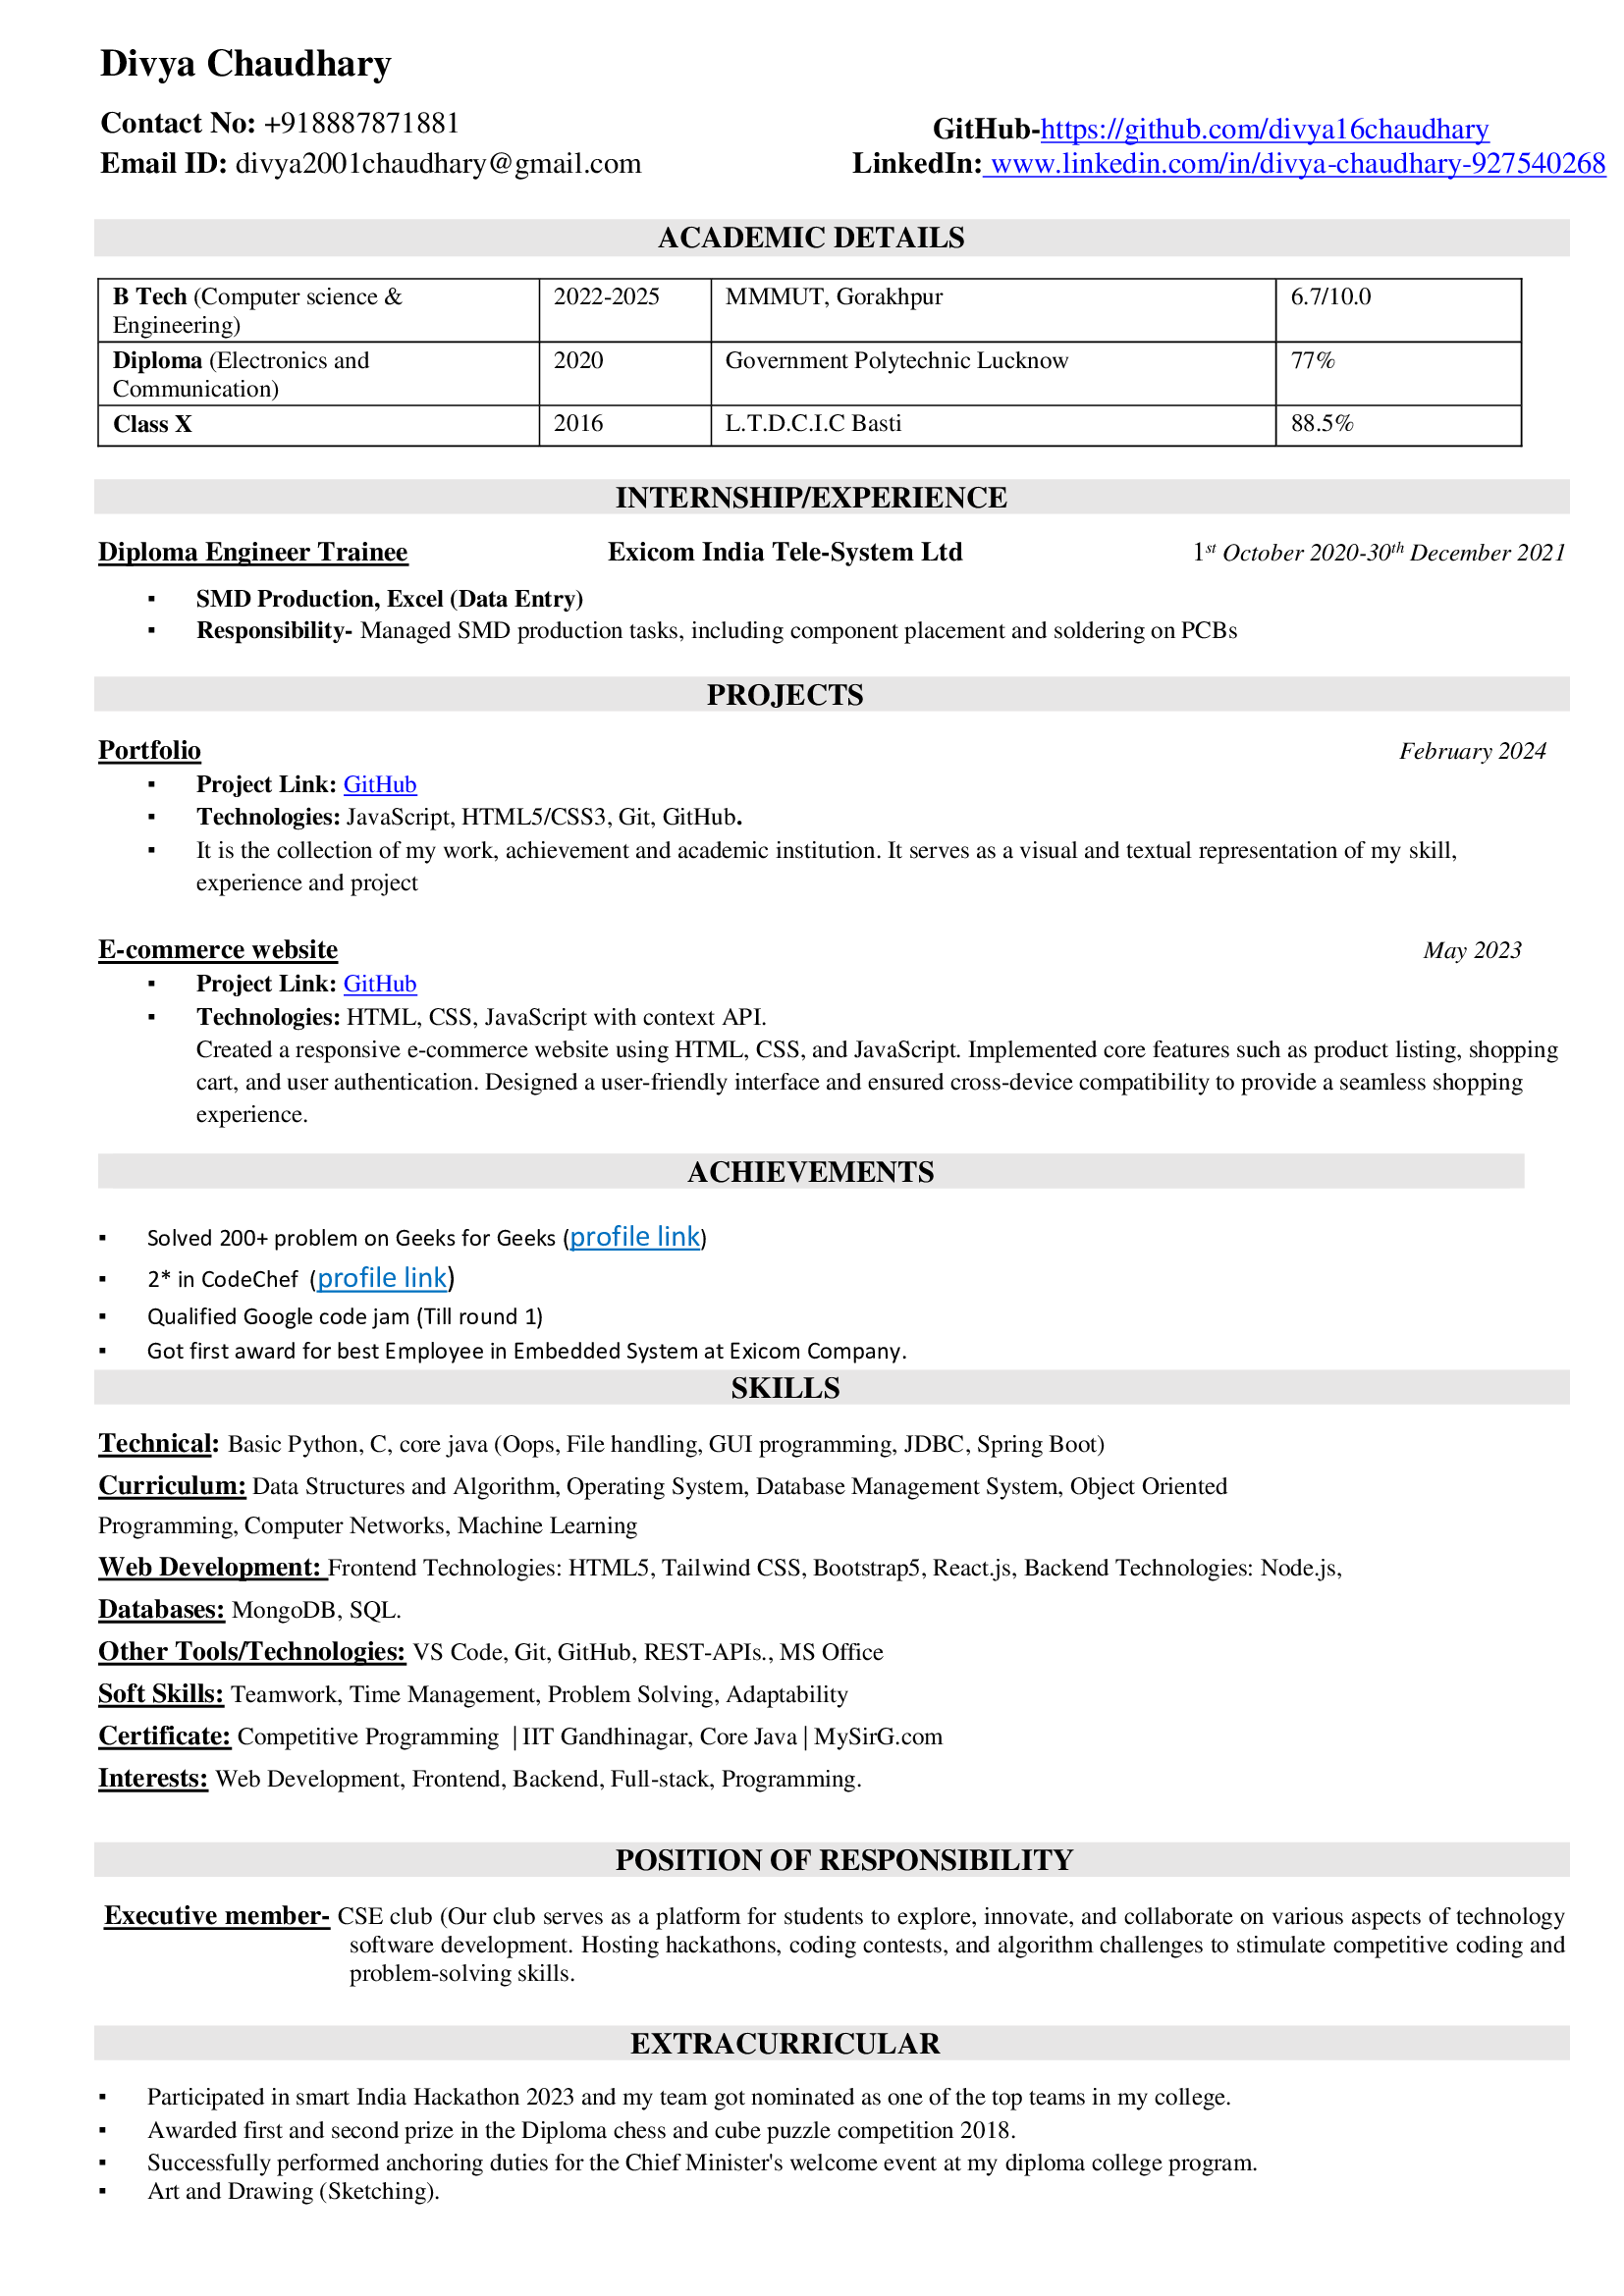 Divya Chaudhary
Contact No: +918887871881
GitHub-https://github.com/divya16chaudhary
Email ID: divya2001chaudhary@gmail.com
LinkedIn: www.linkedin.com/in/divya-chaudhary-927540268
ACADEMIC DETAILS
B Tech (Computer science & Engineering) 2022-2025 MMMUT, Gorakhpur 6.7/10.0
Diploma (Electronics and Communication) 2020 Government Polytechnic Lucknow 77%
Class X 2016 L.T.D.C.I.C Basti 88.5%
INTERNSHIP/EXPERIENCE
Diploma Engineer Trainee Exicom India Tele-System Ltd 1st October 2020-30th December 2021
▪ SMD Production, Excel (Data Entry)
▪ Responsibility- Managed SMD production tasks, including component placement and soldering on PCBs
PROJECTS
Portfolio February 2024
▪ Project Link: GitHub
▪ Technologies: JavaScript, HTML5/CSS3, Git, GitHub.
▪ It is the collection of my work, achievement and academic institution. It serves as a visual and textual representation of my skill,
experience and project
E-commerce website May 2023
▪ Project Link: GitHub
▪ Technologies: HTML, CSS, JavaScript with context API.
Created a responsive e-commerce website using HTML, CSS, and JavaScript. Implemented core features such as product listing, shopping
cart, and user authentication. Designed a user-friendly interface and ensured cross-device compatibility to provide a seamless shopping
experience.
ACHIEVEMENTS
▪ Solved 200+ problem on Geeks for Geeks (profile link)
▪ 2* in CodeChef (profile link)
▪ Qualified Google code jam (Till round 1)
▪ Got first award for best Employee in Embedded System at Exicom Company.
SKILLS
Technical: Basic Python, C, core java (Oops, File handling, GUI programming, JDBC, Spring Boot)
Curriculum: Data Structures and Algorithm, Operating System, Database Management System, Object Oriented
Programming, Computer Networks, Machine Learning
Web Development: Frontend Technologies: HTML5, Tailwind CSS, Bootstrap5, React.js, Backend Technologies: Node.js,
Databases: MongoDB, SQL.
Other Tools/Technologies: VS Code, Git, GitHub, REST-APIs., MS Office
Soft Skills: Teamwork, Time Management, Problem Solving, Adaptability
Certificate: Competitive Programming | IIT Gandhinagar, Core Java | MySirG.com
Interests: Web Development, Frontend, Backend, Full-stack, Programming.
POSITION OF RESPONSIBILITY
Executive member- CSE club (Our club serves as a platform for students to explore, innovate, and collaborate on various aspects of technology
software development. Hosting hackathons, coding contests, and algorithm challenges to stimulate competitive coding and
problem-solving skills.
EXTRACURRICULAR
▪ Participated in smart India Hackathon 2023 and my team got nominated as one of the top teams in my college.
▪ Awarded first and second prize in the Diploma chess and cube puzzle competition 2018.
▪ Successfully performed anchoring duties for the Chief Minister's welcome event at my diploma college program.
▪ Art and Drawing (Sketching).